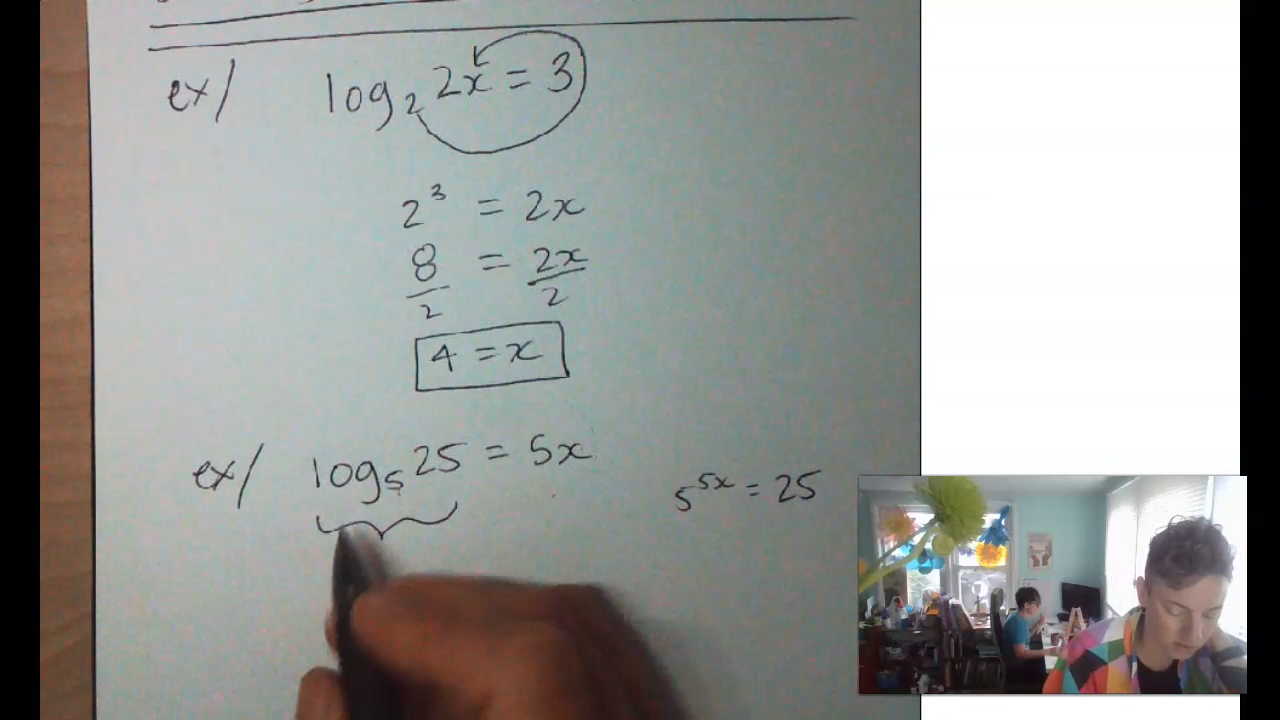 ex/ log₂ 2x = 3
2³ = 2x
8/2 = 2x/2
4 = x
ex/ log₅ 25 = 5x
5⁵ˣ = 25